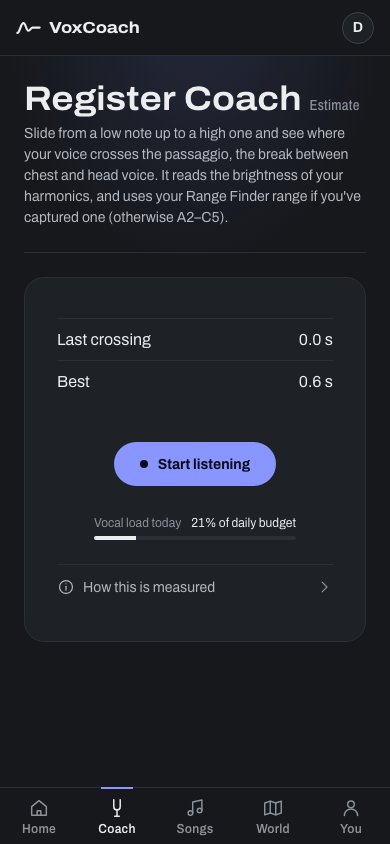 VoxCoach
D
Register Coach Estimate
Slide from a low note up to a high one and see where
your voice crosses the passaggio, the break between
chest and head voice. It reads the brightness of your
harmonics, and uses your Range Finder range if you've
captured one (otherwise A2–C5).
Last crossing 0.0 s
Best 0.6 s
Start listening
Vocal load today 21% of daily budget
How this is measured
Home Coach Songs World You